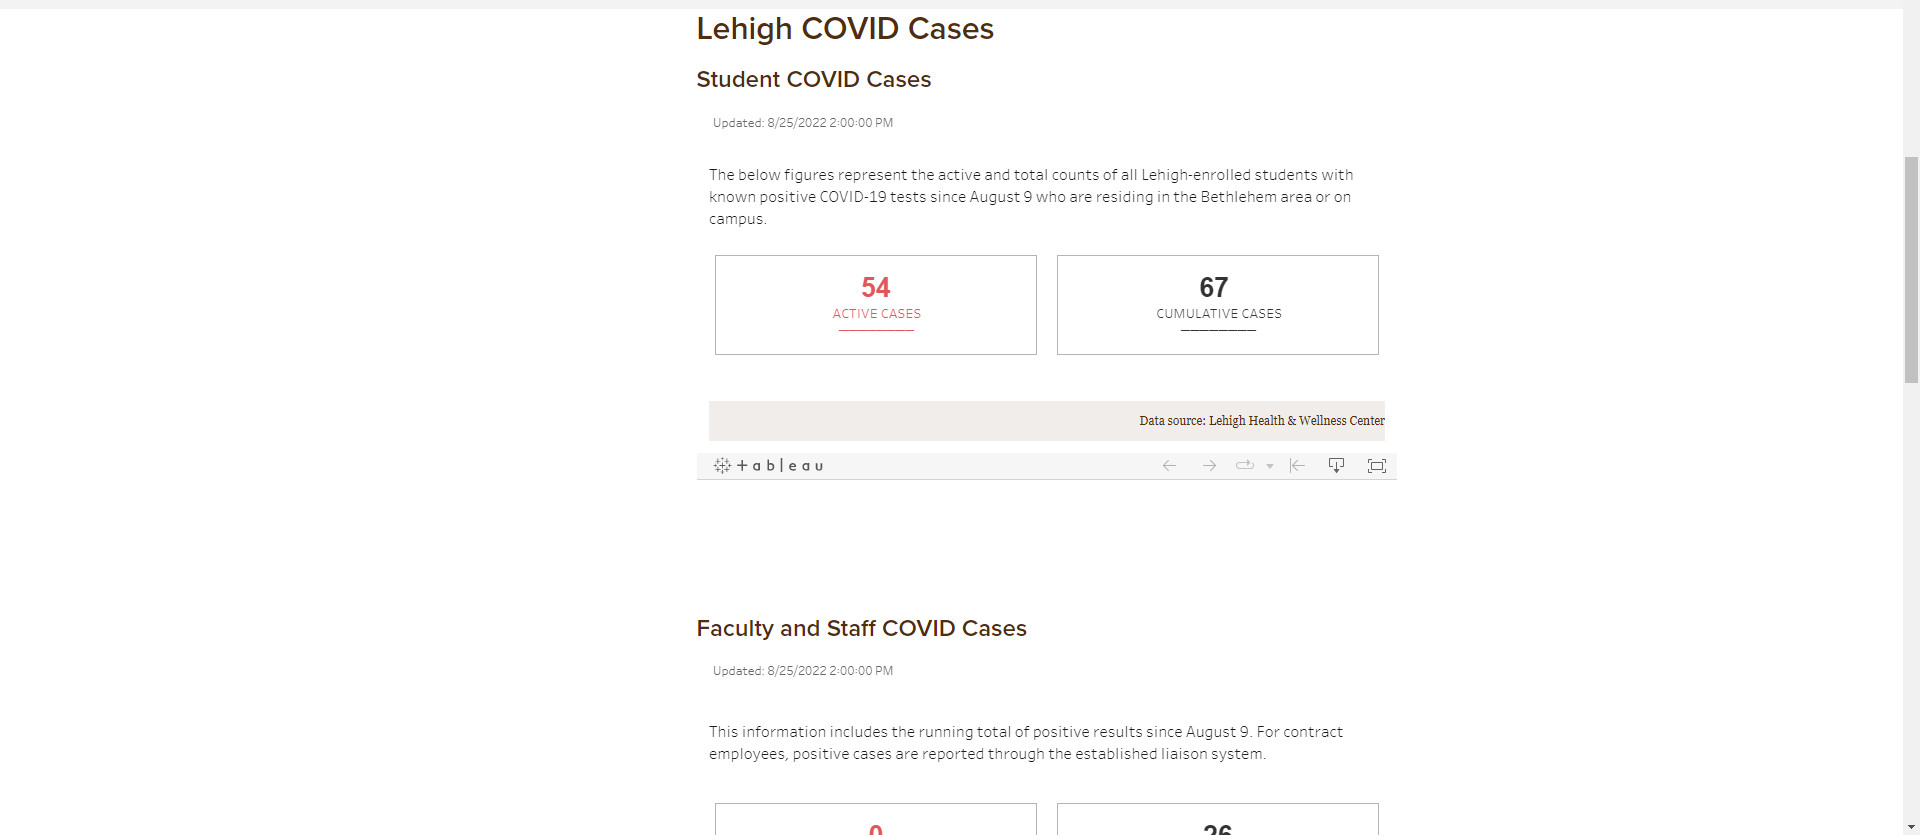 Lehigh COVID Cases
Student COVID Cases
Updated: 8/25/2022 2:00:00 PM
The below figures represent the active and total counts of all Lehigh-enrolled students with
known positive COVID-19 tests since August 9 who are residing in the Bethlehem area or on
campus.
54
ACTIVE CASES
67
CUMULATIVE CASES
Data source: Lehigh Health & Wellness Center
+ a b l e a u
Faculty and Staff COVID Cases
Updated: 8/25/2022 2:00:00 PM
This information includes the running total of positive results since August 9. For contract
employees, positive cases are reported through the established liaison system.
0
26